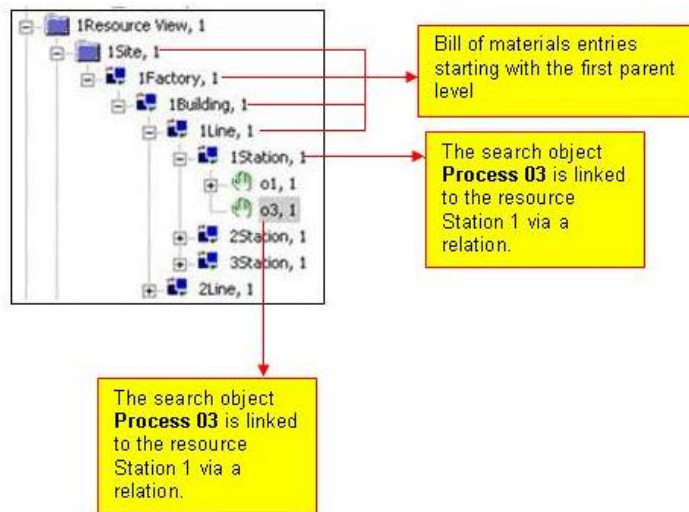 1Resource View, 1
1Site, 1
1Factory, 1
1Building, 1
1Line, 1
1Station, 1
o1, 1
o3, 1
2Station, 1
3Station, 1
2Line, 1
Bill of materials entries
starting with the first parent
level
The search object
Process 03 is linked
to the resource
Station 1 via a
relation.
The search object
Process 03 is linked
to the resource
Station 1 via a
relation.